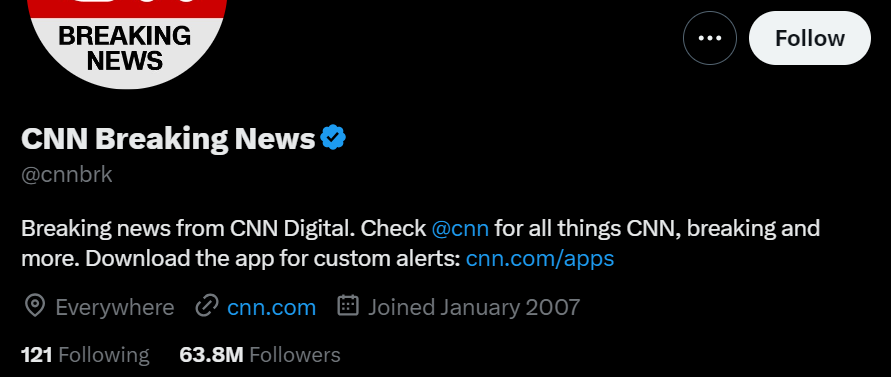 BREAKING
NEWS
Follow
CNN Breaking News
@cnnbrk
Breaking news from CNN Digital. Check @cnn for all things CNN, breaking and
more. Download the app for custom alerts: cnn.com/apps
Everywhere cnn.com Joined January 2007
121 Following 63.8M Followers